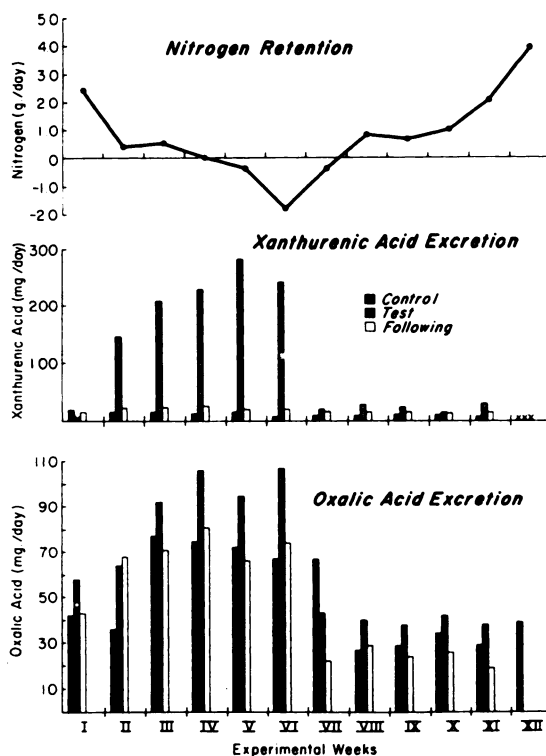 Nitrogen Retention
Nitrogen (g/day)
50
40
30
20
10
0
-10
-20
Xanthurenic Acid Excretion
Xanthurenic Acid (mg/day)
300
200
100
Control
Test
Following
xxx
Oxalic Acid Excretion
Oxalic Acid (mg/day)
110
90
70
50
30
10
I II III IV V VI VII VIII IX X XI XII
Experimental Weeks